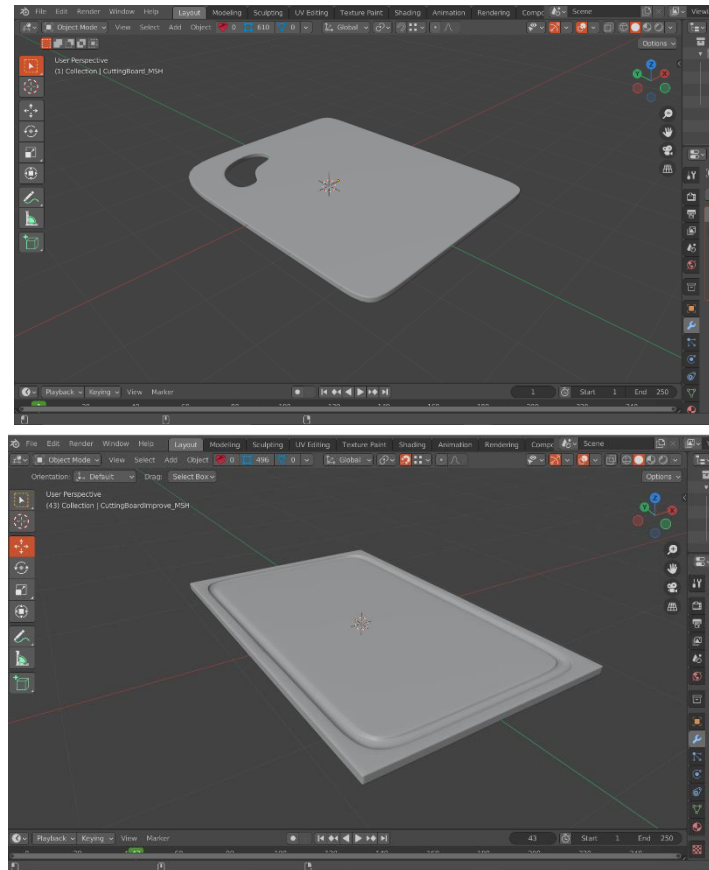 File Edit Render Window Help Layout Modeling Sculpting UV Editing Texture Paint Shading Animation Rendering Compc Scene
Object Mode View Select Add Object 0 610 0 Global
Options
User Perspective
(1) Collection | CuttingBoard_MSH
Playback Keying View Marker 1 Start 1 End 250
File Edit Render Window Help Layout Modeling Sculpting UV Editing Texture Paint Shading Animation Rendering Compc Scene
Object Mode View Select Add Object 0 496 0 Global
Orientation: Default Drag: Select Box Options
User Perspective
(43) Collection | CuttingBoardImprove_MSH
Playback Keying View Marker 43 Start 1 End 250